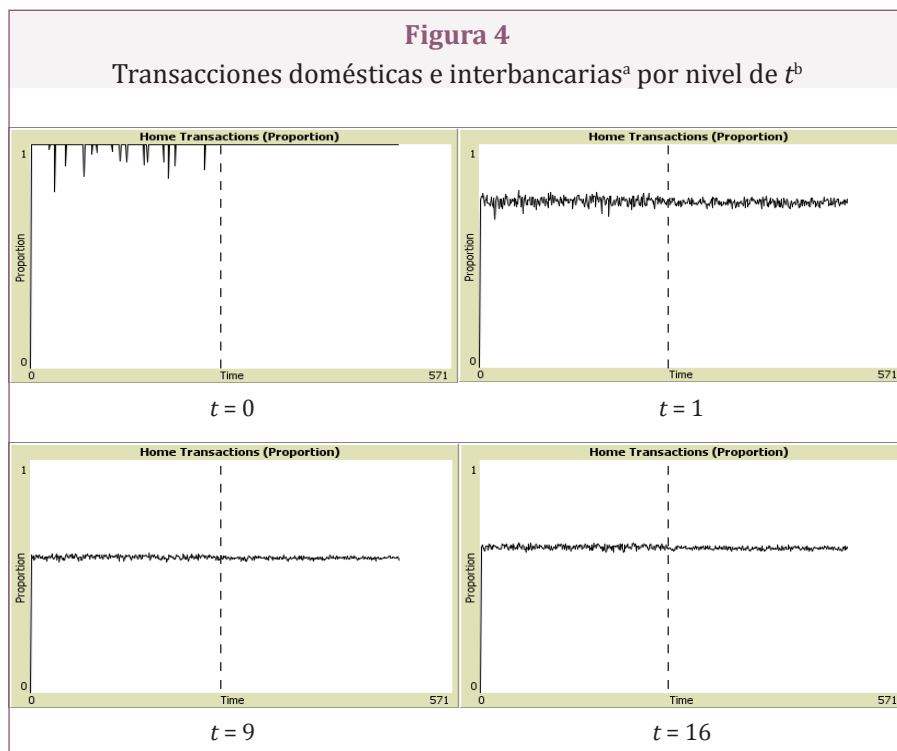 Figura 4
Transacciones domésticas e interbancariasᵃ por nivel de tᵇ
Home Transactions (Proportion)
1
Proportion
0
0
Time
571
t = 0
Home Transactions (Proportion)
1
Proportion
0
0
Time
571
t = 1
Home Transactions (Proportion)
1
Proportion
0
0
Time
571
t = 9
Home Transactions (Proportion)
1
Proportion
0
0
Time
571
t = 16